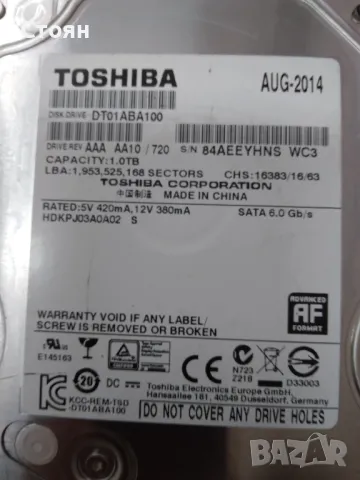 СТОЯН
TOSHIBA
AUG-2014
DISK DRIVE DT01ABA100
DRIVE REV AAA AA10 / 720 S/N 84AEEYHNS WC3
CAPACITY:1.0TB
LBA:1,953,525,168 SECTORS CHS:16383/16/63
TOSHIBA CORPORATION
中国制造 MADE IN CHINA
RATED:5V 420mA,12V 380mA SATA 6.0 Gb/s
HDKPJ03A0A02 S
ADVANCED
AF
FORMAT
WARRANTY VOID IF ANY LABEL/
SCREW IS REMOVED OR BROKEN
E145163
N723
Z218
D33003
20 DC
Toshiba Electronics Europe GmbH
Hansaallee 181, 40549 Dusseldorf, Germany
KCC-REM-TSD
-DT01ABA100
DO NOT COVER ANY DRIVE HOLES
BAZAR